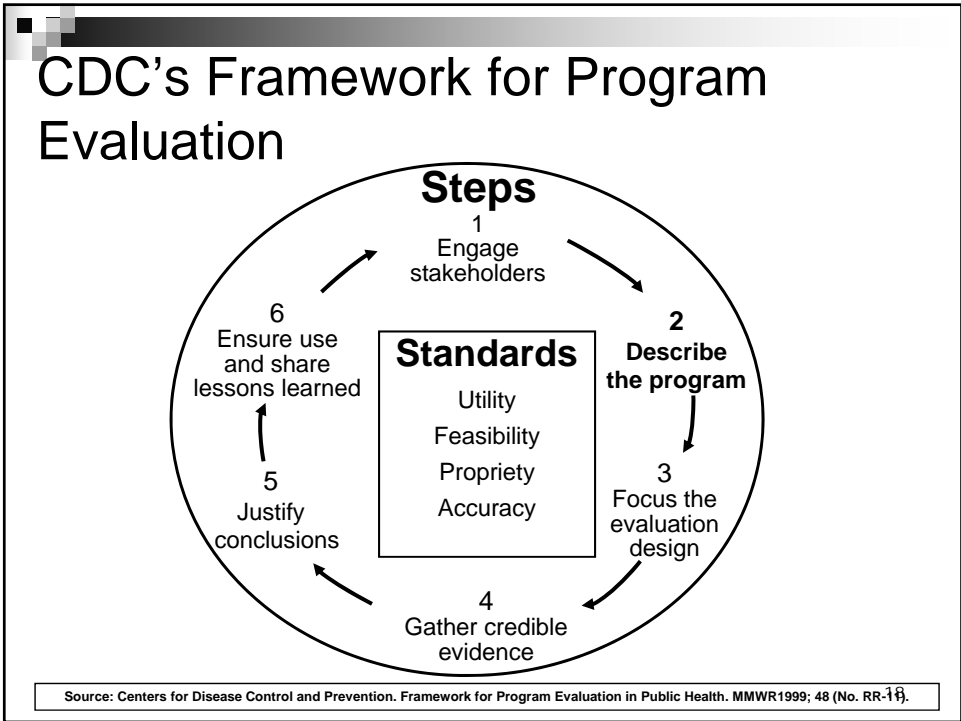 CDC's Framework for Program
Evaluation
Steps
1
Engage
stakeholders
2
Describe
the program
3
Focus the
evaluation
design
4
Gather credible
evidence
5
Justify
conclusions
6
Ensure use
and share
lessons learned
Standards
Utility
Feasibility
Propriety
Accuracy
Source: Centers for Disease Control and Prevention. Framework for Program Evaluation in Public Health. MMWR1999; 48 (No. RR-11).
18